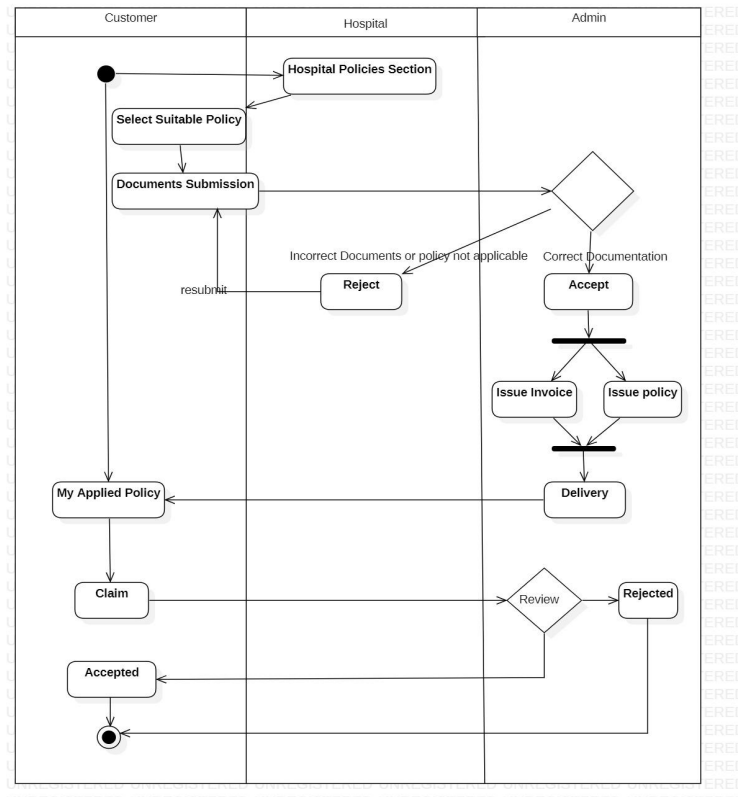 Customer
Hospital
Admin
Hospital Policies Section
Select Suitable Policy
Documents Submission
Incorrect Documents or policy not applicable
Correct Documentation
resubmit
Reject
Accept
Issue Invoice
Issue policy
My Applied Policy
Delivery
Claim
Review
Rejected
Accepted
UNREGISTERED UNREGISTERED UNREGISTERED UNREGISTERED UNREGISTERED UNREGISTERED